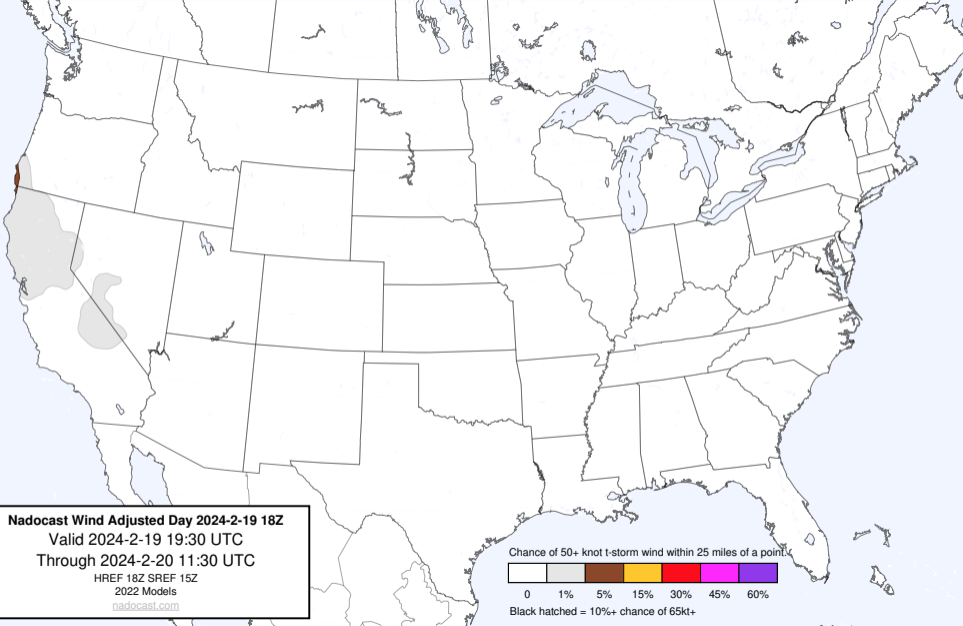 Nadocast Wind Adjusted Day 2024-2-19 18Z
Valid 2024-2-19 19:30 UTC
Through 2024-2-20 11:30 UTC
HREF 18Z SREF 15Z
2022 Models
nadocast.com
Chance of 50+ knot t-storm wind within 25 miles of a point.
0 1% 5% 15% 30% 45% 60%
Black hatched = 10%+ chance of 65kt+